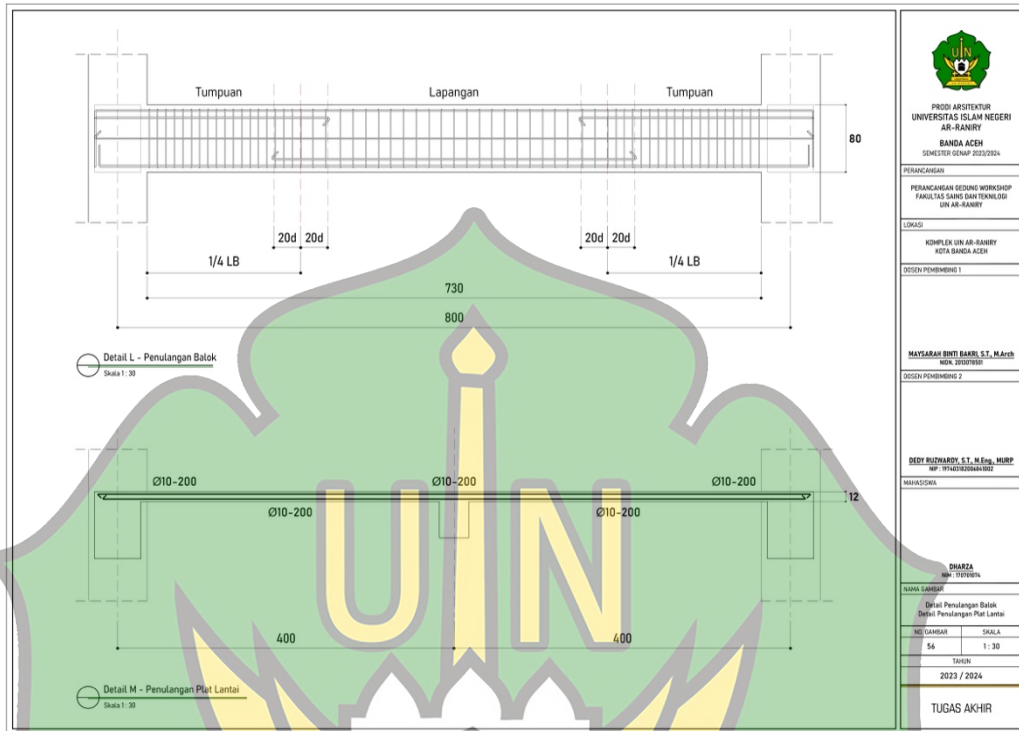 Tumpuan
Lapangan
Tumpuan
80
20d
20d
20d
20d
1/4 LB
1/4 LB
730
800
Detail L - Penulangan Balok
Skala 1 : 30
Ø10-200
Ø10-200
Ø10-200
12
Ø10-200
Ø10-200
400
400
Detail M - Penulangan Plat Lantai
Skala 1 : 30
UIN
UIN
PRODI ARSITEKTUR
UNIVERSITAS ISLAM NEGERI
AR-RANIRY
BANDA ACEH
SEMESTER GENAP 2023/2024
PERANCANGAN
PERANCANGAN GEDUNG WORKSHOP
FAKULTAS SAINS DAN TEKNILOGI
UIN AR-RANIRY
LOKASI
KOMPLEK UIN AR-RANIRY
KOTA BANDA ACEH
DOSEN PEMBIMBING 1
MAYSARAH BINTI BAKRI, S.T., M.Arch
NIDN. 2013078501
DOSEN PEMBIMBING 2
DEDY RUZWARDY, S.T., M.Eng., MURP
NIP :
MAHASISWA
DHARZA
NIM :
NAMA GAMBAR
Detail Penulangan Balok
Detail Penulangan Plat Lantai
NO. GAMBAR
SKALA
56
1 : 30
TAHUN
2023 / 2024
TUGAS AKHIR